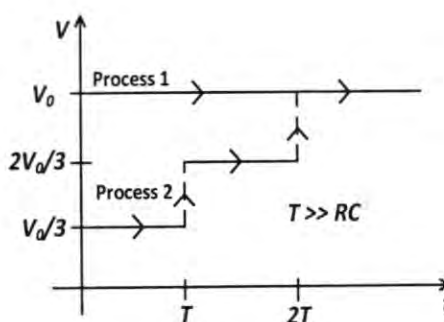 V
Process 1
V₀
2V₀/3
Process 2
T >> RC
V₀/3
T
2T